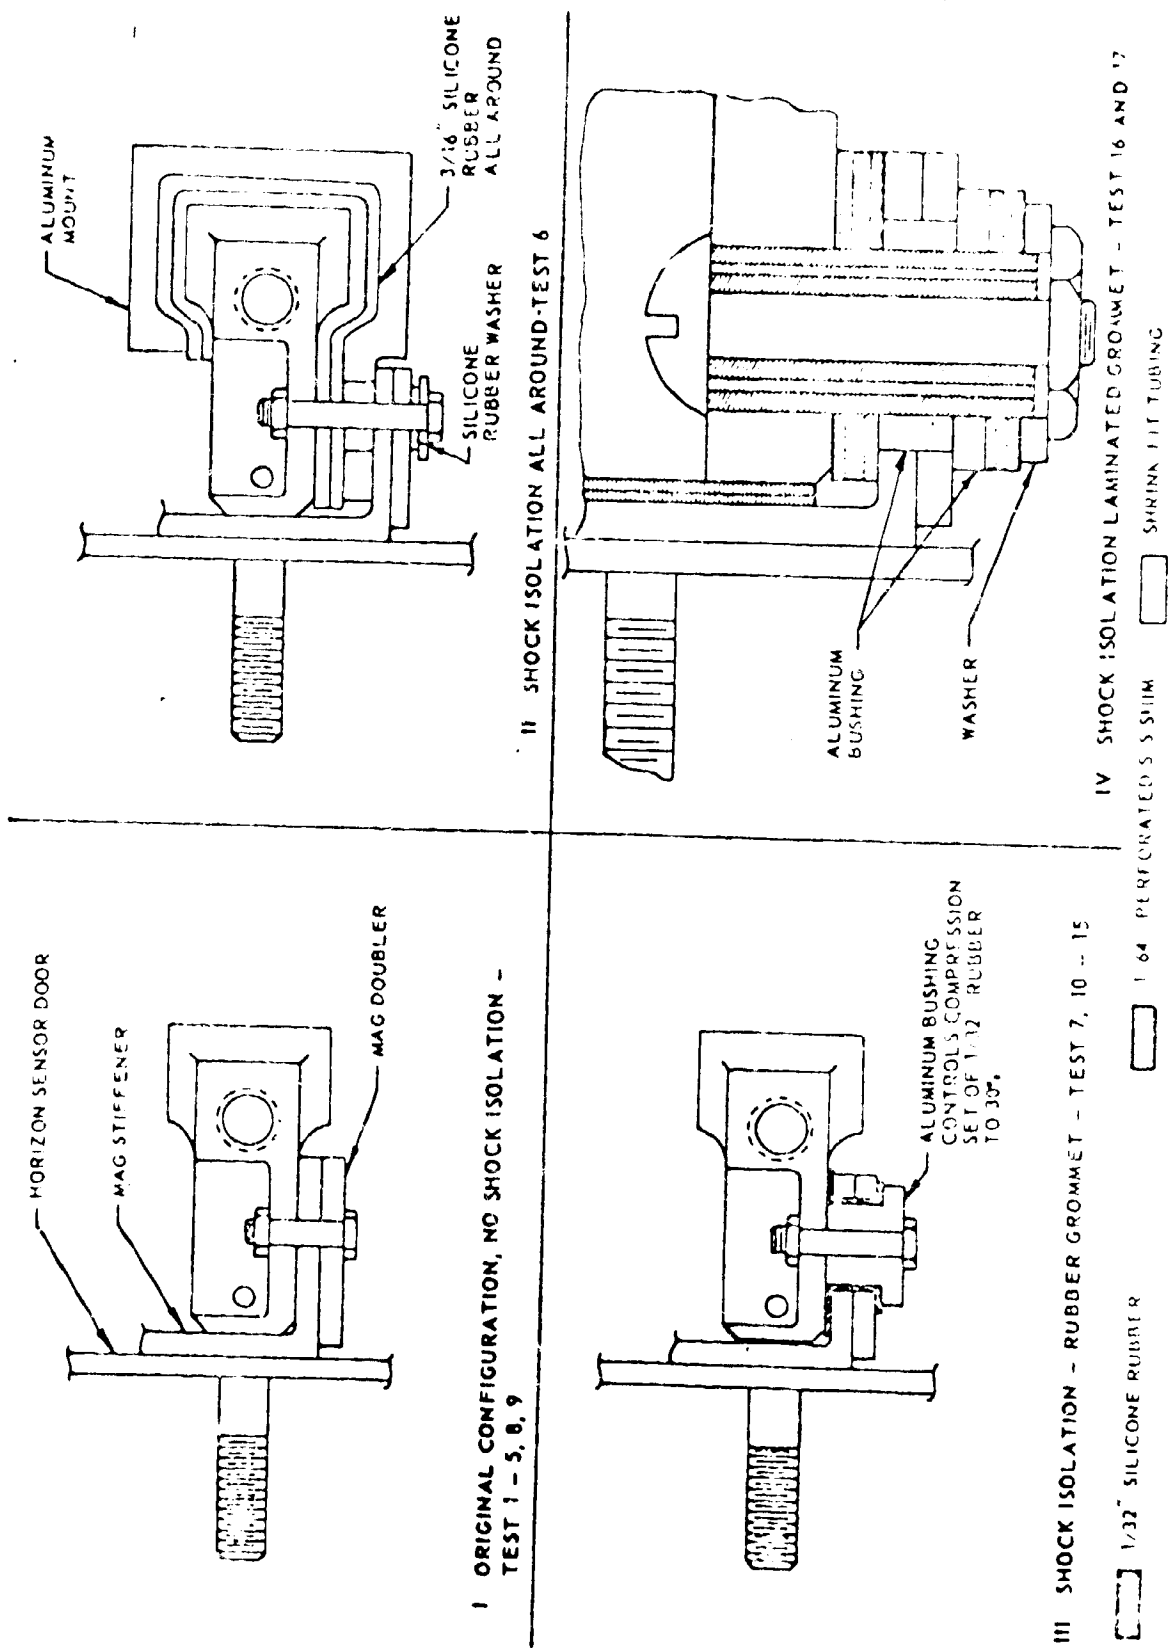 HORIZON SENSOR DOOR
MAG STIFFENER
MAG DOUBLER
I ORIGINAL CONFIGURATION, NO SHOCK ISOLATION -
TEST 1 - 5, 8, 9
ALUMINUM
MOUNT
3/16" SILICONE
RUBBER
ALL AROUND
SILICONE
RUBBER WASHER
II SHOCK ISOLATION ALL AROUND-TEST 6
ALUMINUM BUSHING
CONTROLS COMPRESSION
SET OF 1/32 RUBBER
TO 30%.
III SHOCK ISOLATION - RUBBER GROMMET - TEST 7, 10 - 15
ALUMINUM
BUSHING
WASHER
IV SHOCK ISOLATION LAMINATED GROMMET - TEST 16 AND 17
1/32" SILICONE RUBBER
1 64 PERFORATED S S SHIM
SHRINK FIT TUBING